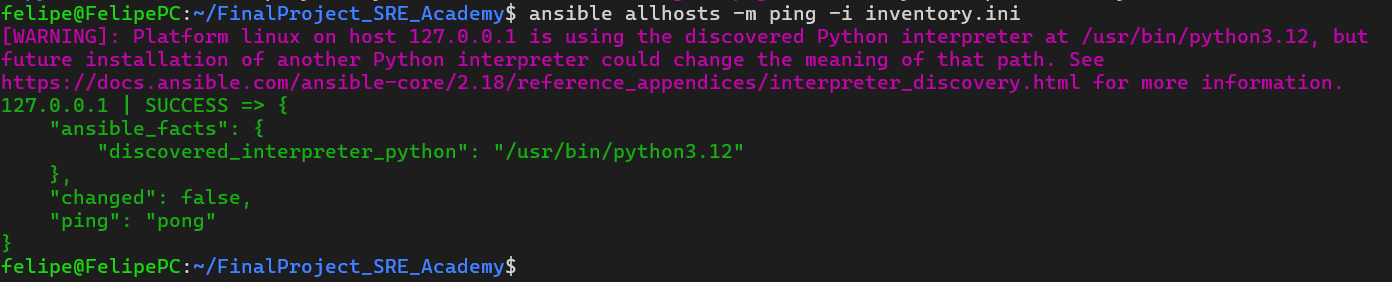 felipe@FelipePC:~/FinalProject_SRE_Academy$ ansible allhosts -m ping -i inventory.ini
[WARNING]: Platform linux on host 127.0.0.1 is using the discovered Python interpreter at /usr/bin/python3.12, but
future installation of another Python interpreter could change the meaning of that path. See
https://docs.ansible.com/ansible-core/2.18/reference_appendices/interpreter_discovery.html for more information.
127.0.0.1 | SUCCESS => {
    "ansible_facts": {
        "discovered_interpreter_python": "/usr/bin/python3.12"
    },
    "changed": false,
    "ping": "pong"
}
felipe@FelipePC:~/FinalProject_SRE_Academy$